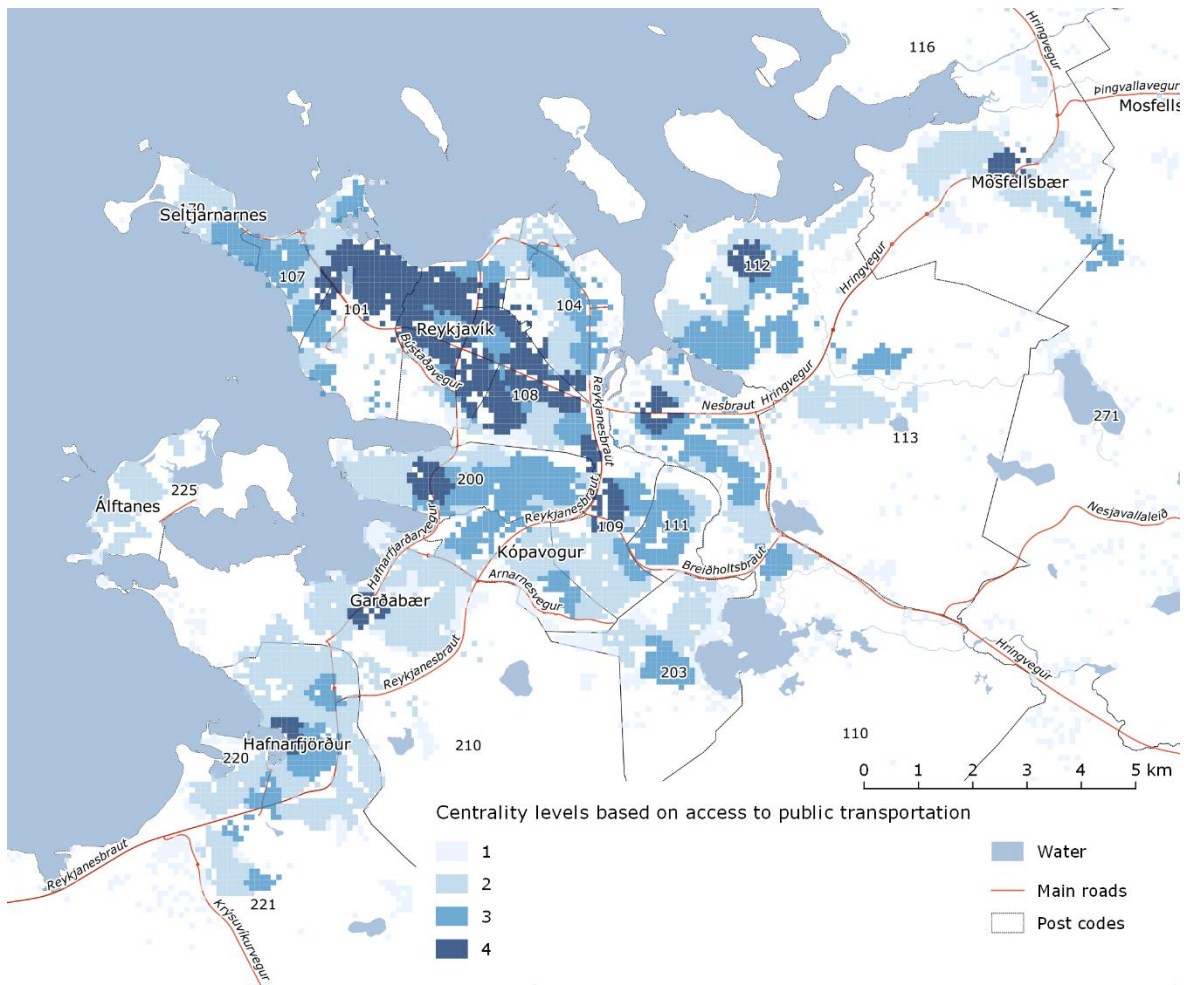 116
Hringvegur
Þingvallavegur
Mosfells
Mosfellsbær
170
Seltjarnarnes
107
101
Reykjavík
Bústaðavegur
108
104
112
Hringvegur
Reykjanesbraut
Nesbraut
Hringvegur
113
271
225
Álftanes
200
Reykjanesbraut
109
111
Nesjavallaleið
Hafnarfjarðarvegur
Kópavogur
Breiðholtsbraut
Arnarnesvegur
Garðabær
Reykjanesbraut
203
Hringvegur
Hafnarfjörður
220
210
110
0 1 2 3 4 5 km
Centrality levels based on access to public transportation
1
2
3
4
Water
Main roads
Post codes
Reykjanesbraut
221
Krýsuvíkurvegur